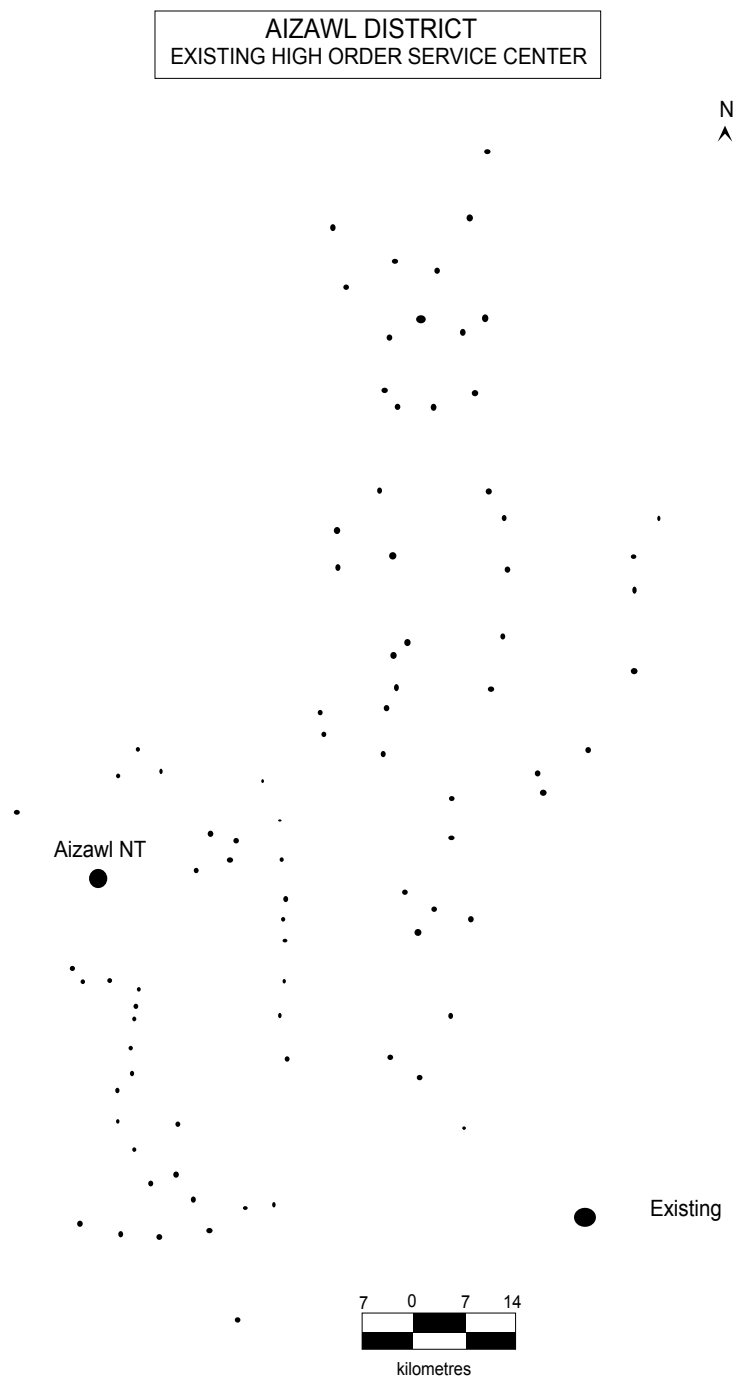 AIZAWL DISTRICT
EXISTING HIGH ORDER SERVICE CENTER
N
Aizawl NT
Existing
7 0 7 14
kilometres